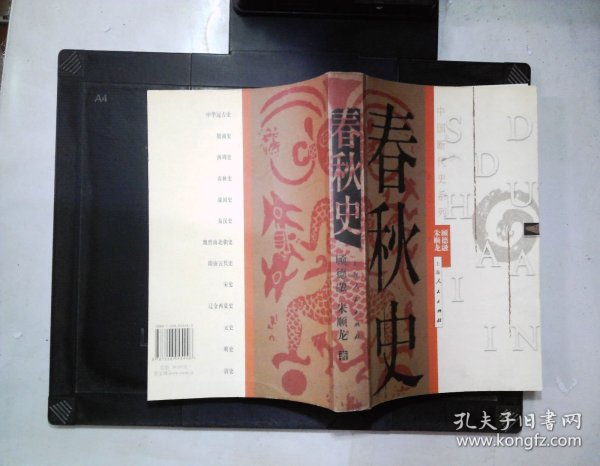 A4
中华远古史
殷商史
西周史
春秋史
战国史
秦汉史
魏晋南北朝史
隋唐五代史
宋史
辽金西夏史
元史
明史
清史
春秋史
顾德融 朱顺龙 著
春秋史
中国断代史系列
顾德融
朱顺龙
上海人民出版社
DUAN
DAI
SHI
孔夫子旧书网
www.kongfz.com